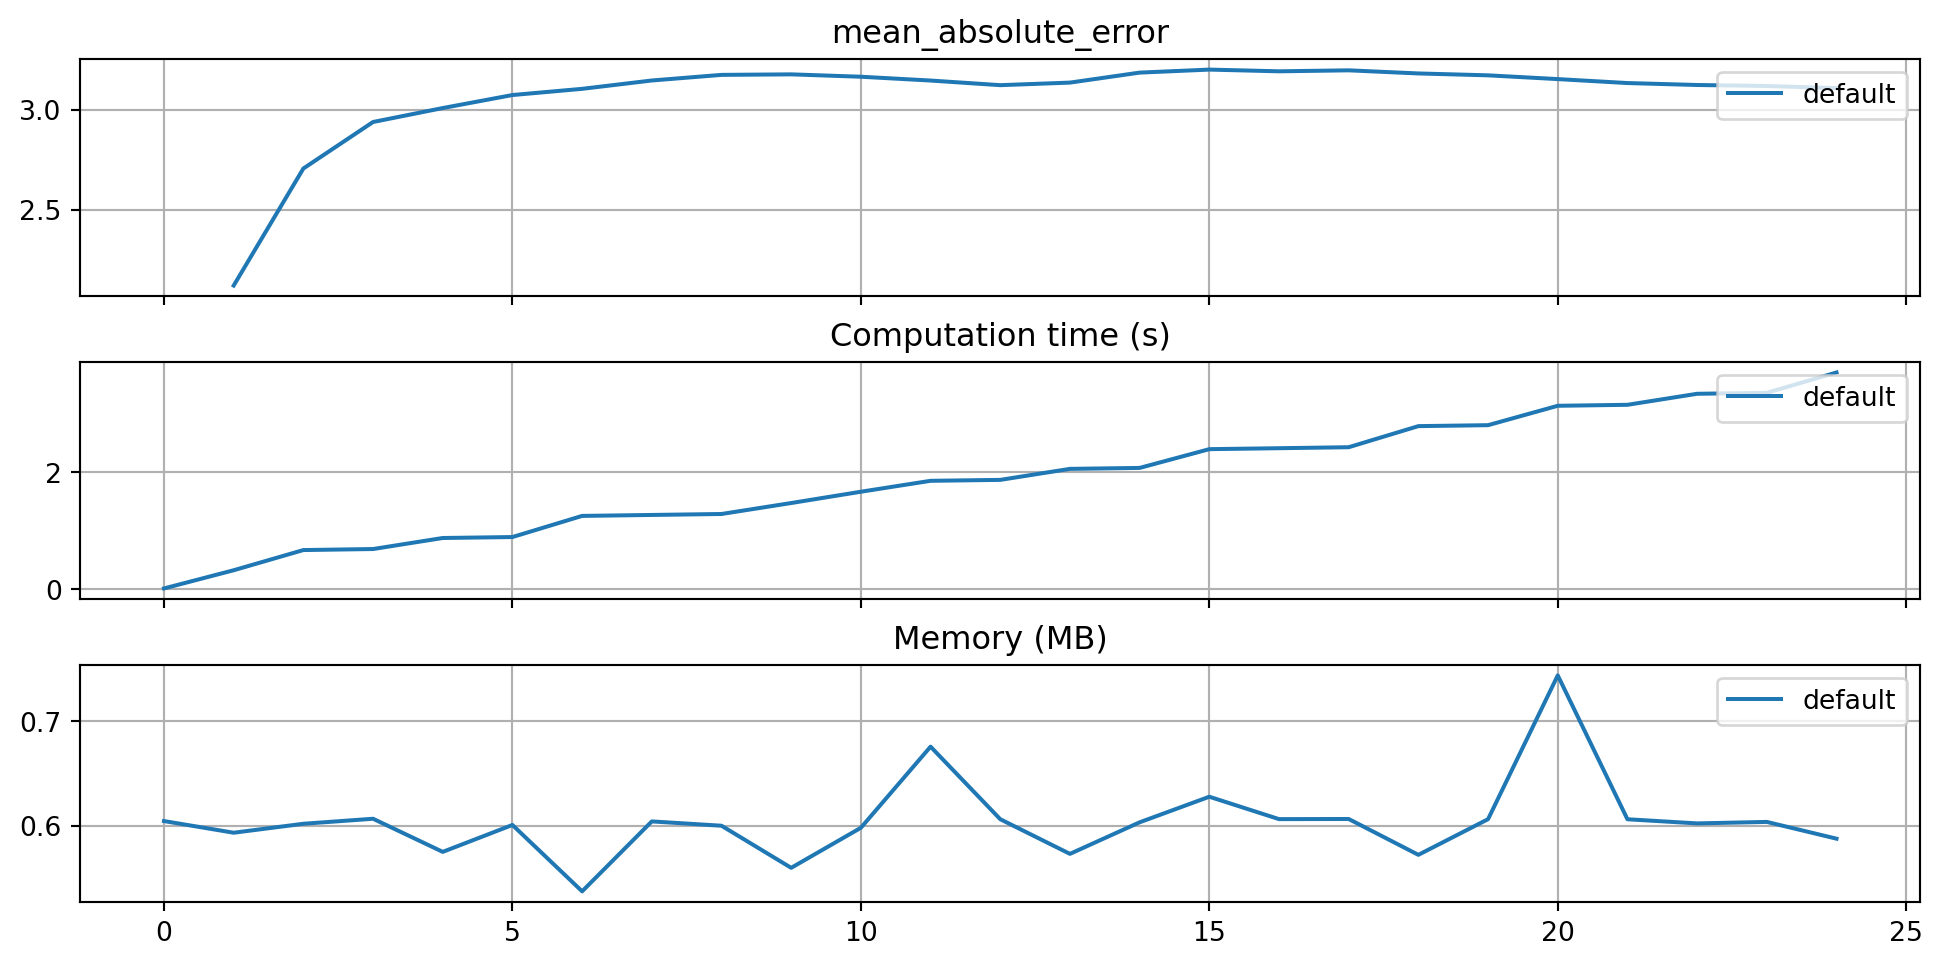 mean_absolute_error
3.0
2.5
default
Computation time (s)
2
0
default
Memory (MB)
0.7
0.6
default
0 5 10 15 20 25